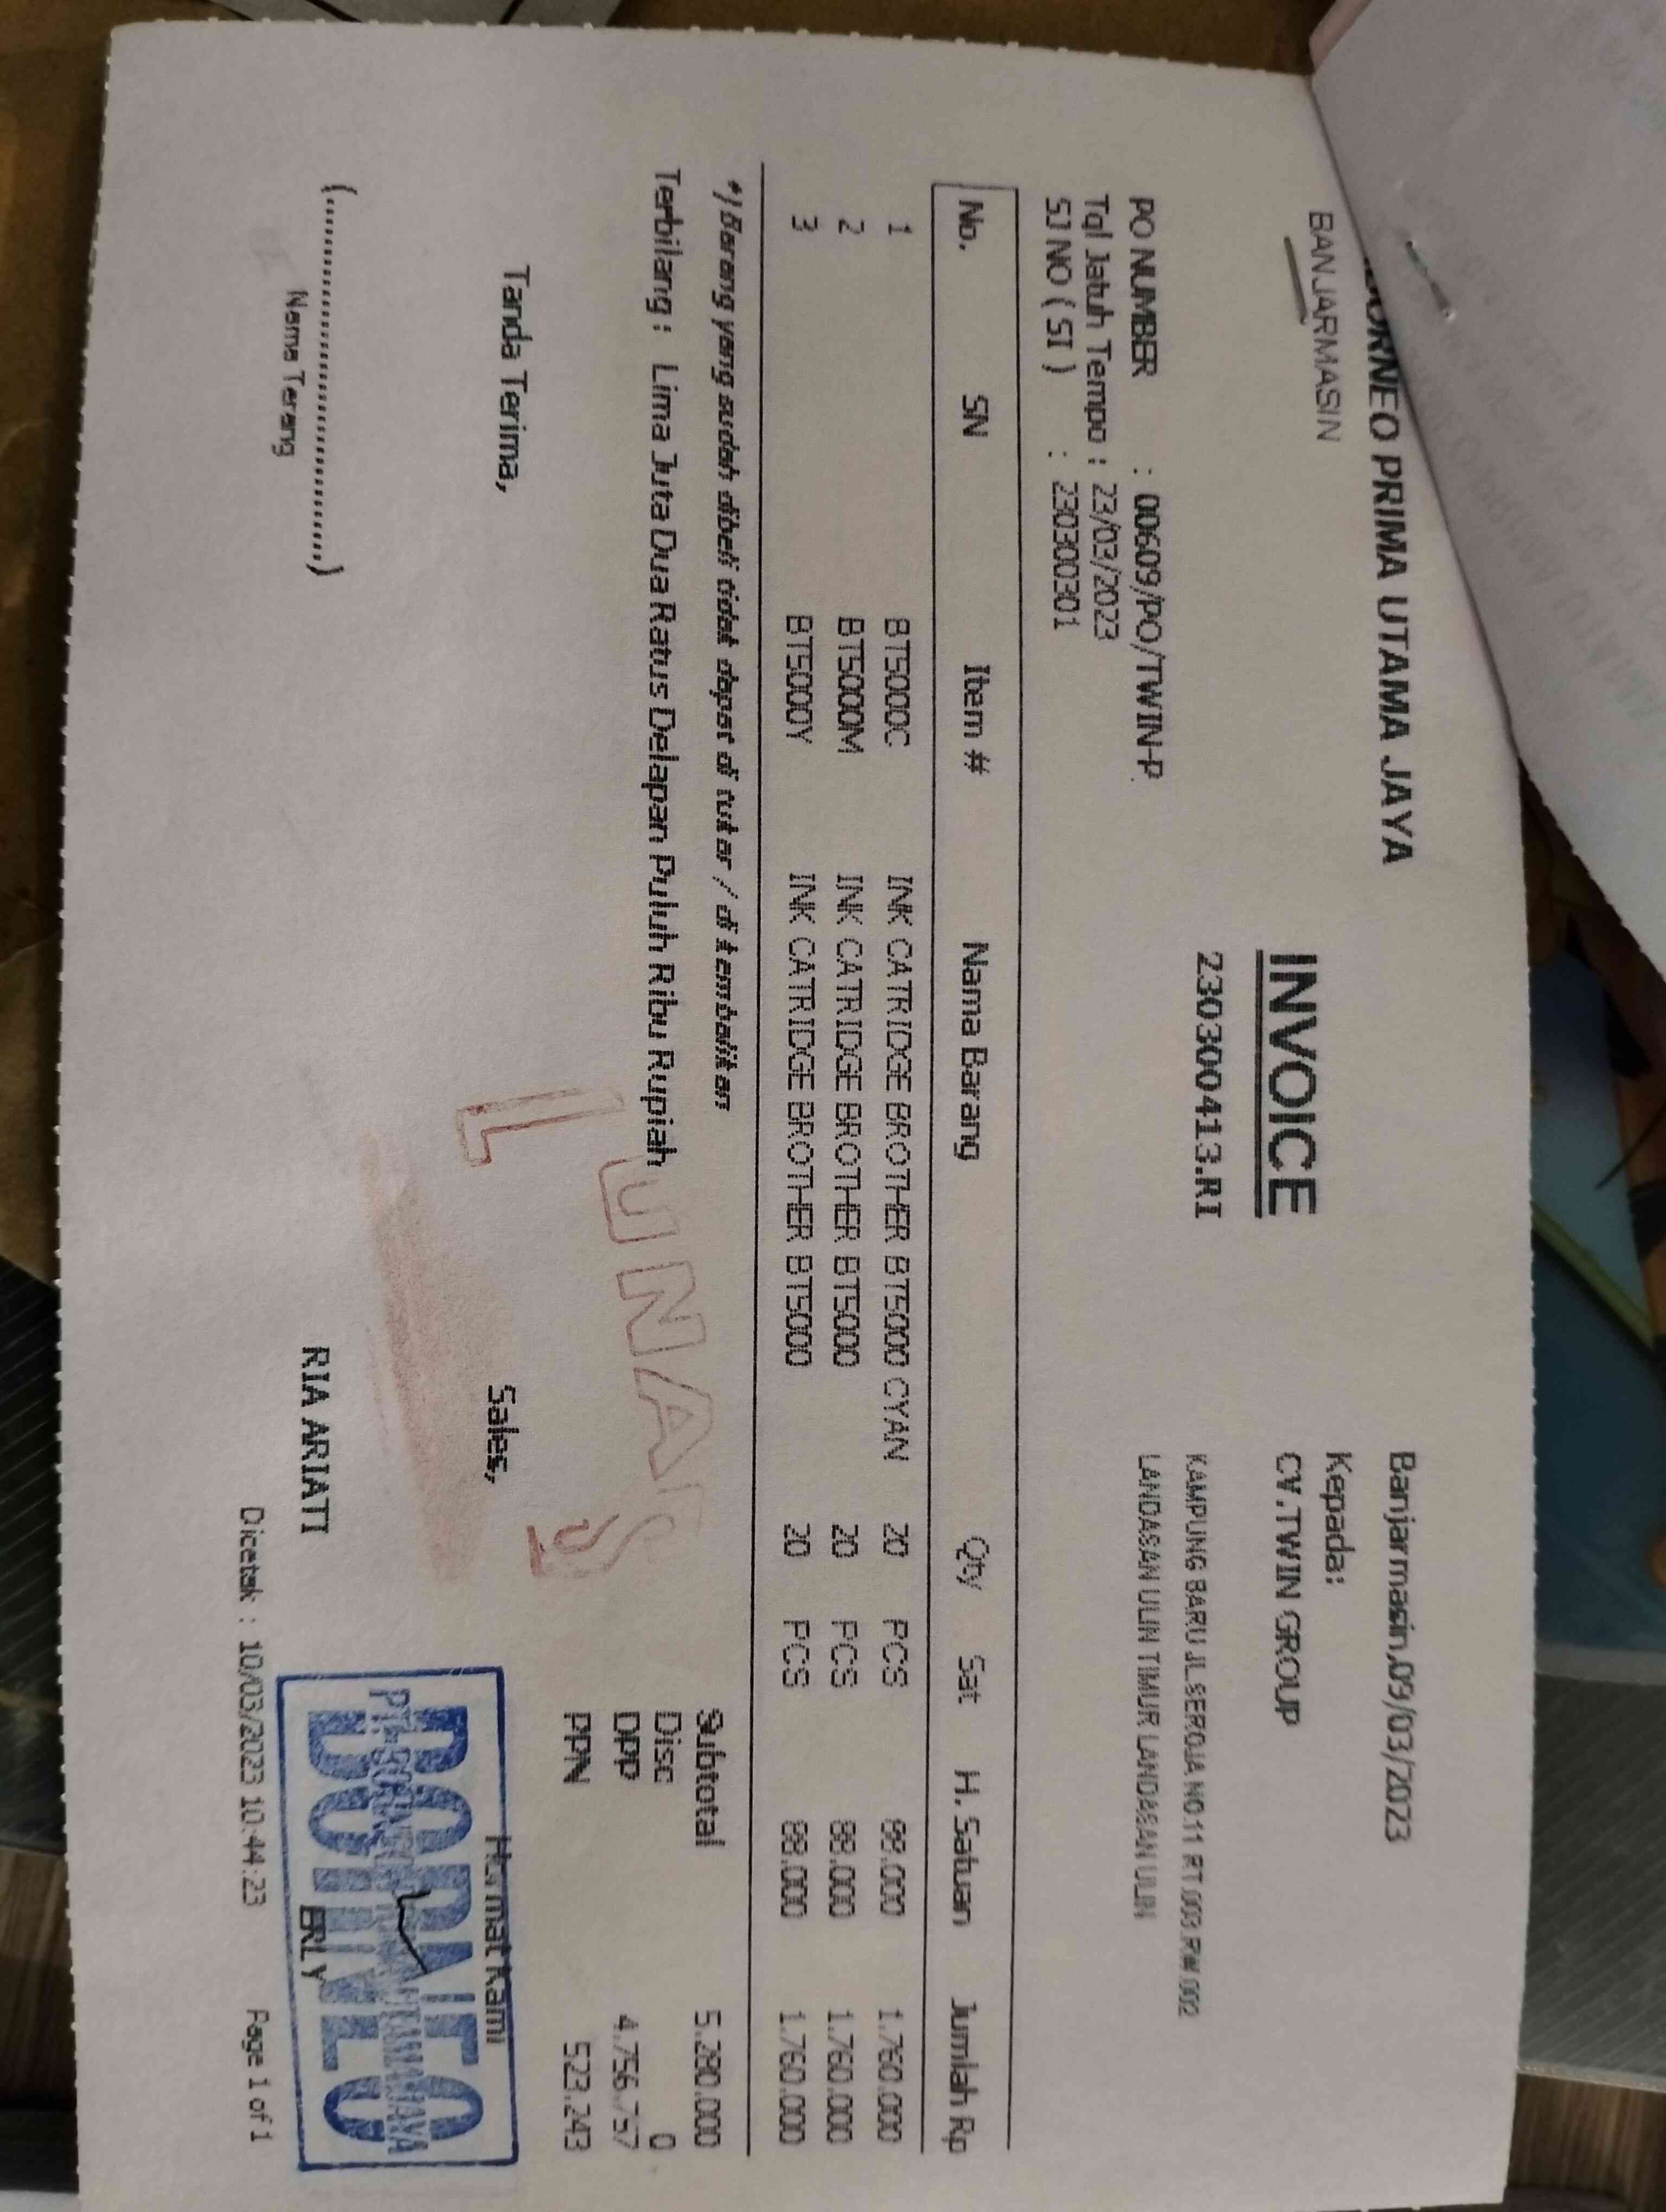 PRIMA UTAMA JAYA
BANJARMASIN
INVOICE
230300413.RI
Banjarmasin,09/03/2023
Kepada:
CV.TWIN GROUP
KAMPUNG BARU JL.SEROJA NO.11 RT.003.RW.002
LANDASAN ULIN TIMUR LANDASAN ULIN
PO NUMBER : 00609/PO/TWIN-P
Tgl Jatuh Tempo : 23/03/2023
SJ NO ( SI ) : 230300301
No. SN Item # Nama Barang Qty Sat H. Satuan Jumlah Rp
1 BT5000C INK CATRIDGE BROTHER BT5000 CYAN 20 PCS 88.000 1.760.000
2 BT5000M INK CATRIDGE BROTHER BT5000 20 PCS 88.000 1.760.000
3 BT5000Y INK CATRIDGE BROTHER BT5000 20 PCS 88.000 1.760.000
*/Barang yang sudah dibeli tidak dapat di tukar / di kembalikan
Terbilang : Lima Juta Dua Ratus Delapan Puluh Ribu Rupiah
Subtotal 5.280.000
Disc 0
DPP 4.756.757
PPN 523.243
LUNAS
Tanda Terima,
Sales,
Hormat Kami
BORNEO
BORNEO
(........................................)
Nama Terang
RIA ARIATI
ERLY
Dicetak : 10/03/2023 10:44:23 Page 1 of 1